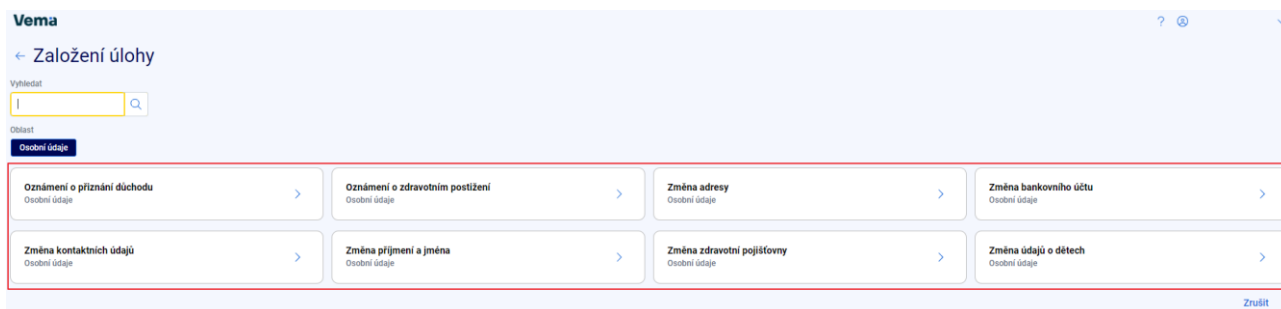 Vema
?
← Založení úlohy
Vyhledat
Oblast
Osobní údaje
Oznámení o přiznání důchodu
Osobní údaje
Oznámení o zdravotním postižení
Osobní údaje
Změna adresy
Osobní údaje
Změna bankovního účtu
Osobní údaje
Změna kontaktních údajů
Osobní údaje
Změna příjmení a jména
Osobní údaje
Změna zdravotní pojišťovny
Osobní údaje
Změna údajů o dětech
Osobní údaje
Zrušit